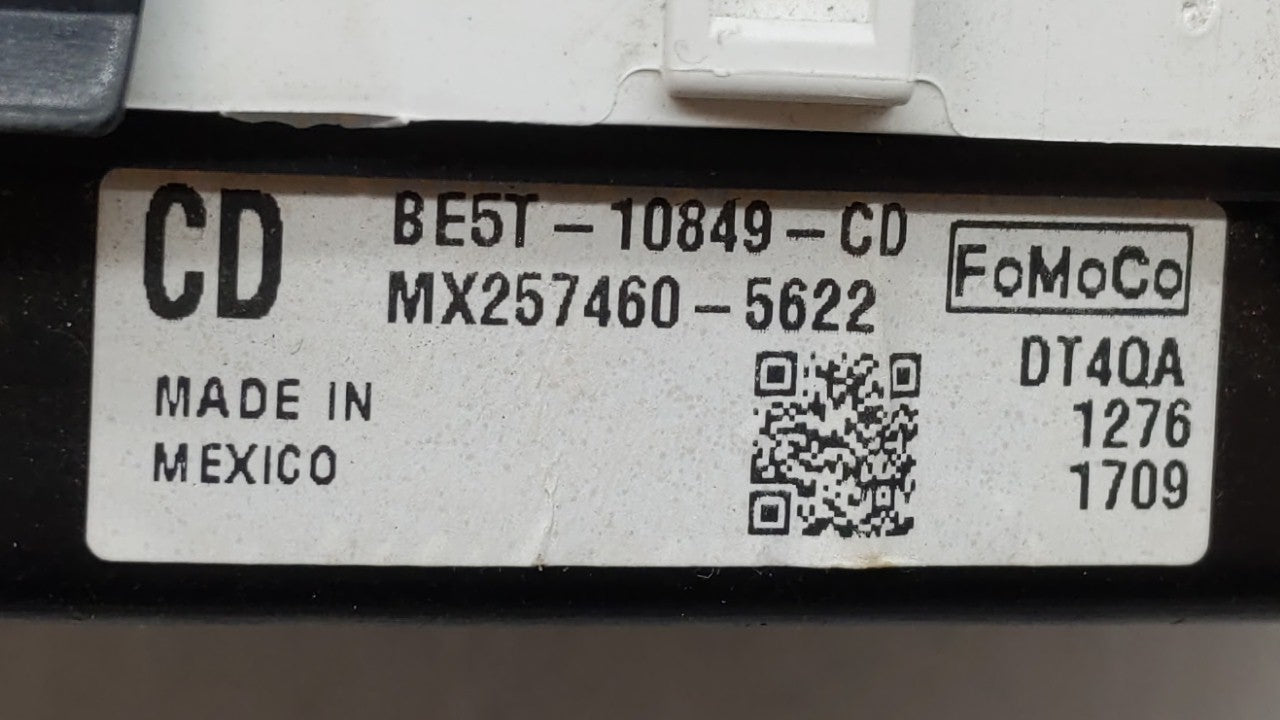 CD
BE5T-10849-CD
MX257460-5622
FoMoCo
MADE IN
MEXICO
DT4QA
1276
1709